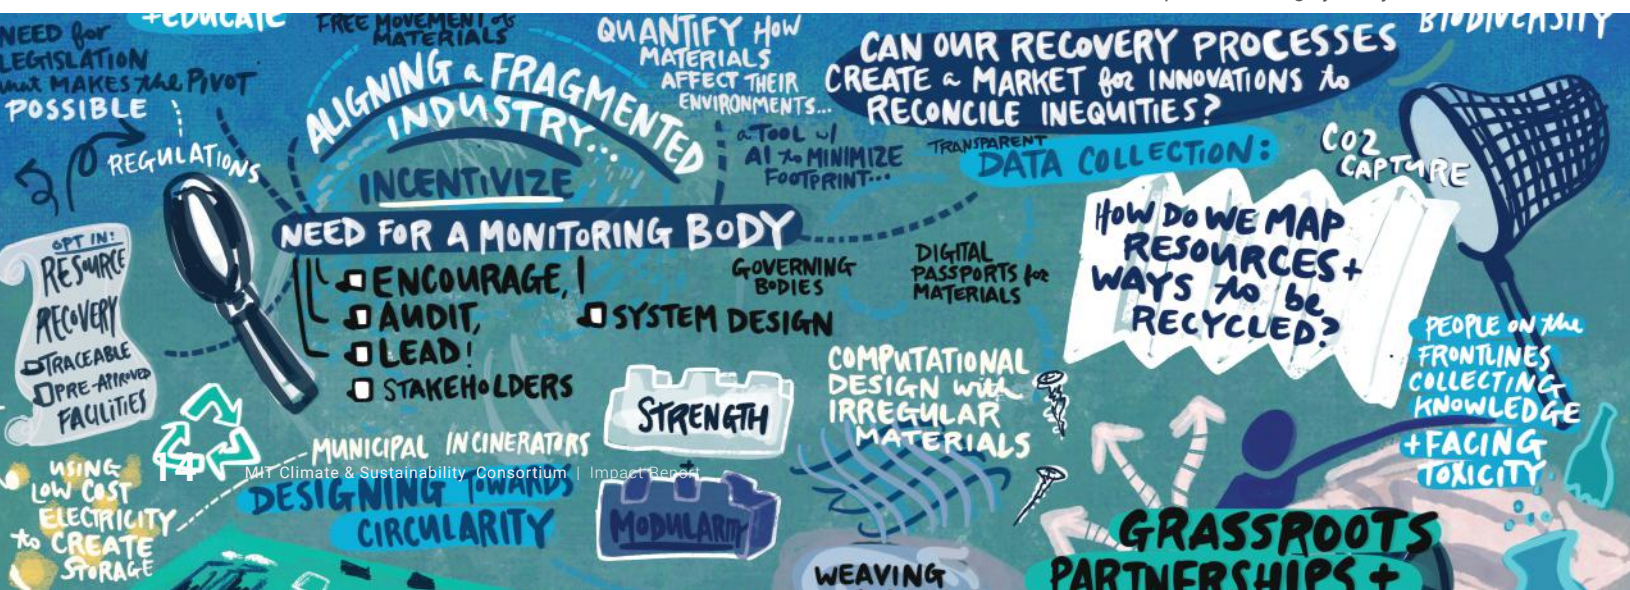 +EDUCATE
NEED for
LEGISLATION
that MAKES the PIVOT
POSSIBLE
REGULATIONS
FREE MOVEMENT of
MATERIALS
ALIGNING a FRAGMENTED
INDUSTRY...
INCENTIVIZE
NEED FOR A MONITORING BODY
ENCOURAGE,
AUDIT,
LEAD!
STAKEHOLDERS
SYSTEM DESIGN
GOVERNING
BODIES
QUANTIFY HOW
MATERIALS
AFFECT THEIR
ENVIRONMENTS...
a TOOL w/
AI to MINIMIZE
FOOTPRINT...
CAN OUR RECOVERY PROCESSES
CREATE a MARKET for INNOVATIONS to
RECONCILE INEQUITIES?
TRANSPARENT
DATA COLLECTION:
DIGITAL
PASSPORTS for
MATERIALS
HOW DO WE MAP
RESOURCES+
WAYS to be
RECYCLED?
BIODIVERSITY
CO2
CAPTURE
PEOPLE ON the
FRONTLINES
COLLECTING
KNOWLEDGE
+FACING
TOXICITY
OPT IN!
RESOURCE
RECOVERY
TRACEABLE
PRE-APPROVED
FACILITIES
MUNICIPAL INCINERATORS
USING
LOW COST
ELECTRICITY
to CREATE
STORAGE
14
MIT Climate & Sustainability Consortium | Impact Report
DESIGNING TOWARDS
CIRCULARITY
STRENGTH
MODULARITY
COMPUTATIONAL
DESIGN with
IRREGULAR
MATERIALS
WEAVING
GRASSROOTS
PARTNERSHIPS +